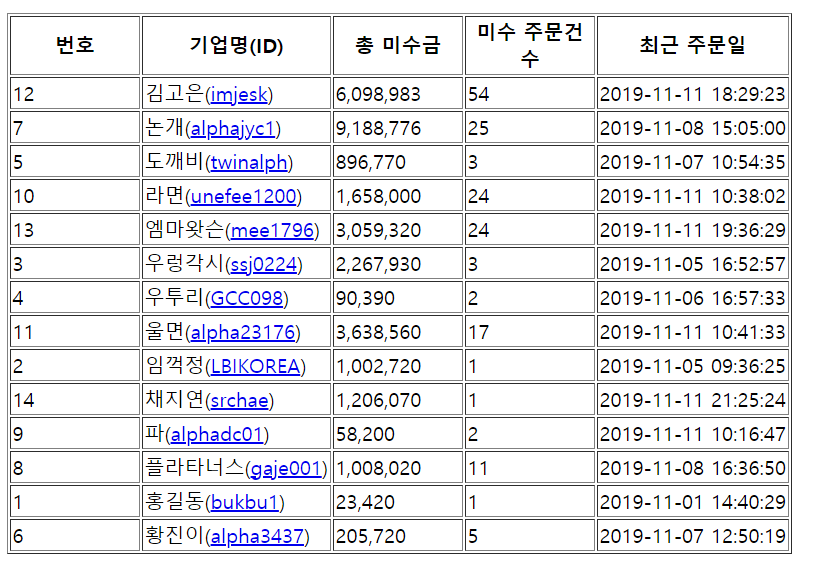 번호 기업명(ID) 총 미수금 미수 주문건수 최근 주문일
12 김고은(imjesk) 6,098,983 54 2019-11-11 18:29:23
7 논개(alphajyc1) 9,188,776 25 2019-11-08 15:05:00
5 도깨비(twinalph) 896,770 3 2019-11-07 10:54:35
10 라면(unefee1200) 1,658,000 24 2019-11-11 10:38:02
13 엠마왓슨(mee1796) 3,059,320 24 2019-11-11 19:36:29
3 우렁각시(ssj0224) 2,267,930 3 2019-11-05 16:52:57
4 우투리(GCC098) 90,390 2 2019-11-06 16:57:33
11 울면(alpha23176) 3,638,560 17 2019-11-11 10:41:33
2 임꺽정(LBIKOREA) 1,002,720 1 2019-11-05 09:36:25
14 채지연(srchae) 1,206,070 1 2019-11-11 21:25:24
9 파(alphadc01) 58,200 2 2019-11-11 10:16:47
8 플라타너스(gaje001) 1,008,020 11 2019-11-08 16:36:50
1 홍길동(bukbu1) 23,420 1 2019-11-01 14:40:29
6 황진이(alpha3437) 205,720 5 2019-11-07 12:50:19